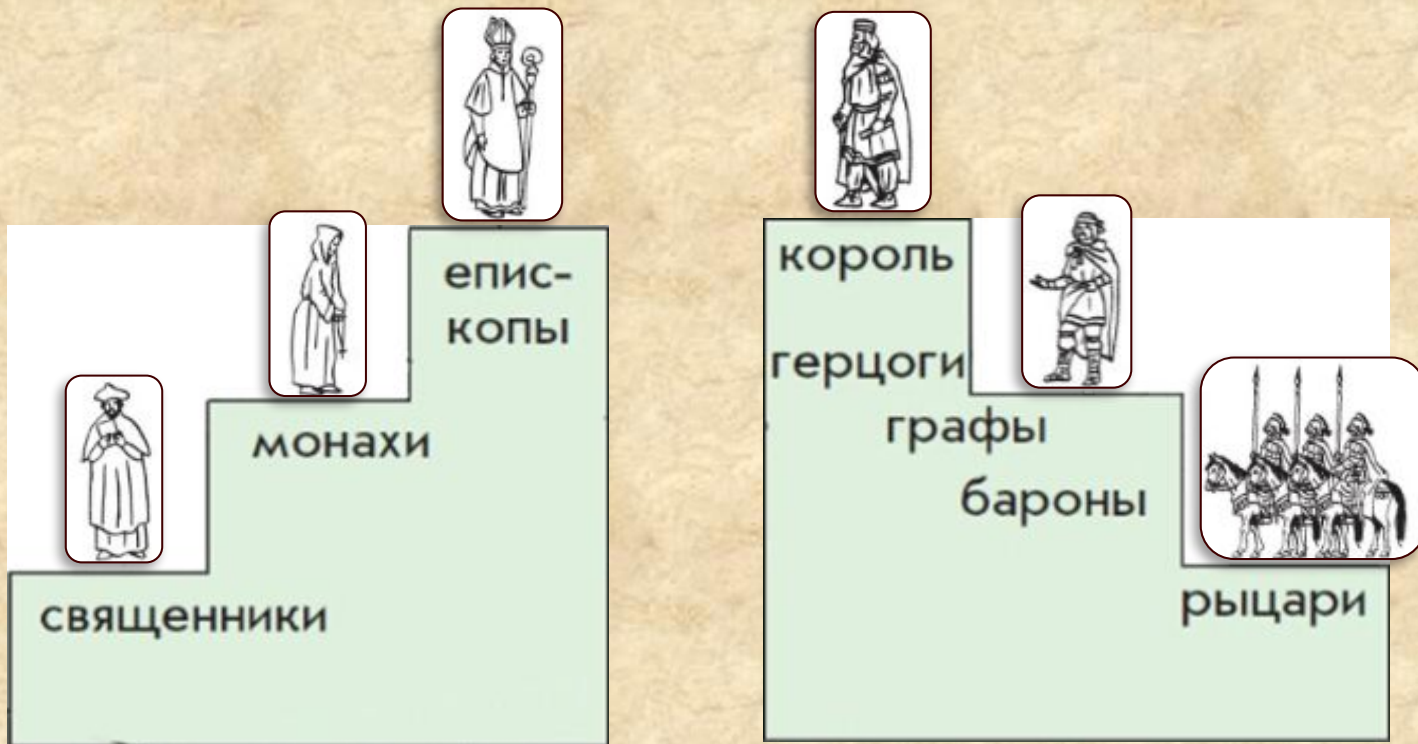 епис-
копы
монахи
священники
король
герцоги
графы
бароны
рыцари